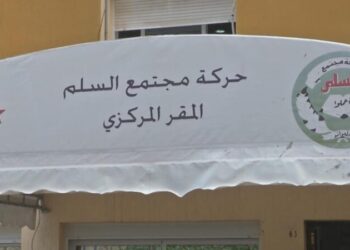 حركة مجتمع السلم
المقر المركزي